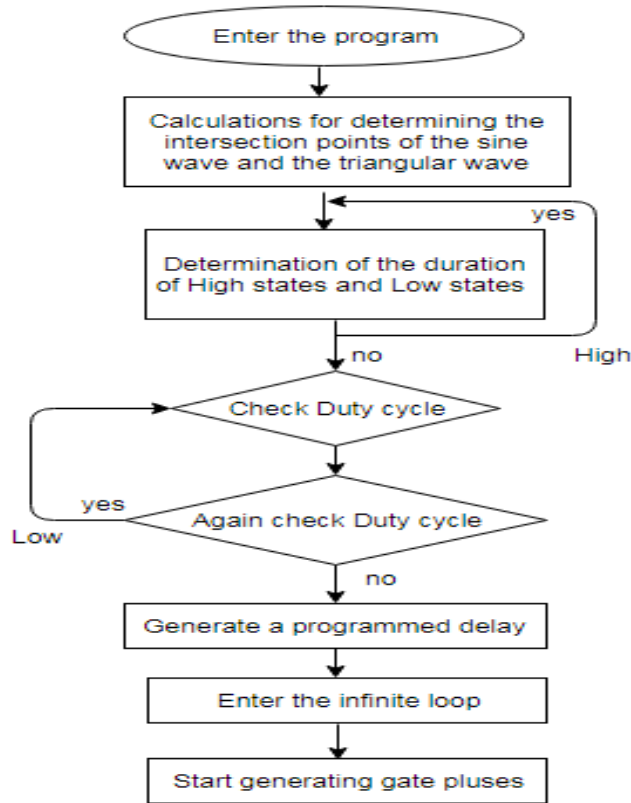 Enter the program
Calculations for determining the
intersection points of the sine
wave and the triangular wave
yes
Determination of the duration
of High states and Low states
no
High
Check Duty cycle
yes
Again check Duty cycle
Low
no
Generate a programmed delay
Enter the infinite loop
Start generating gate pluses